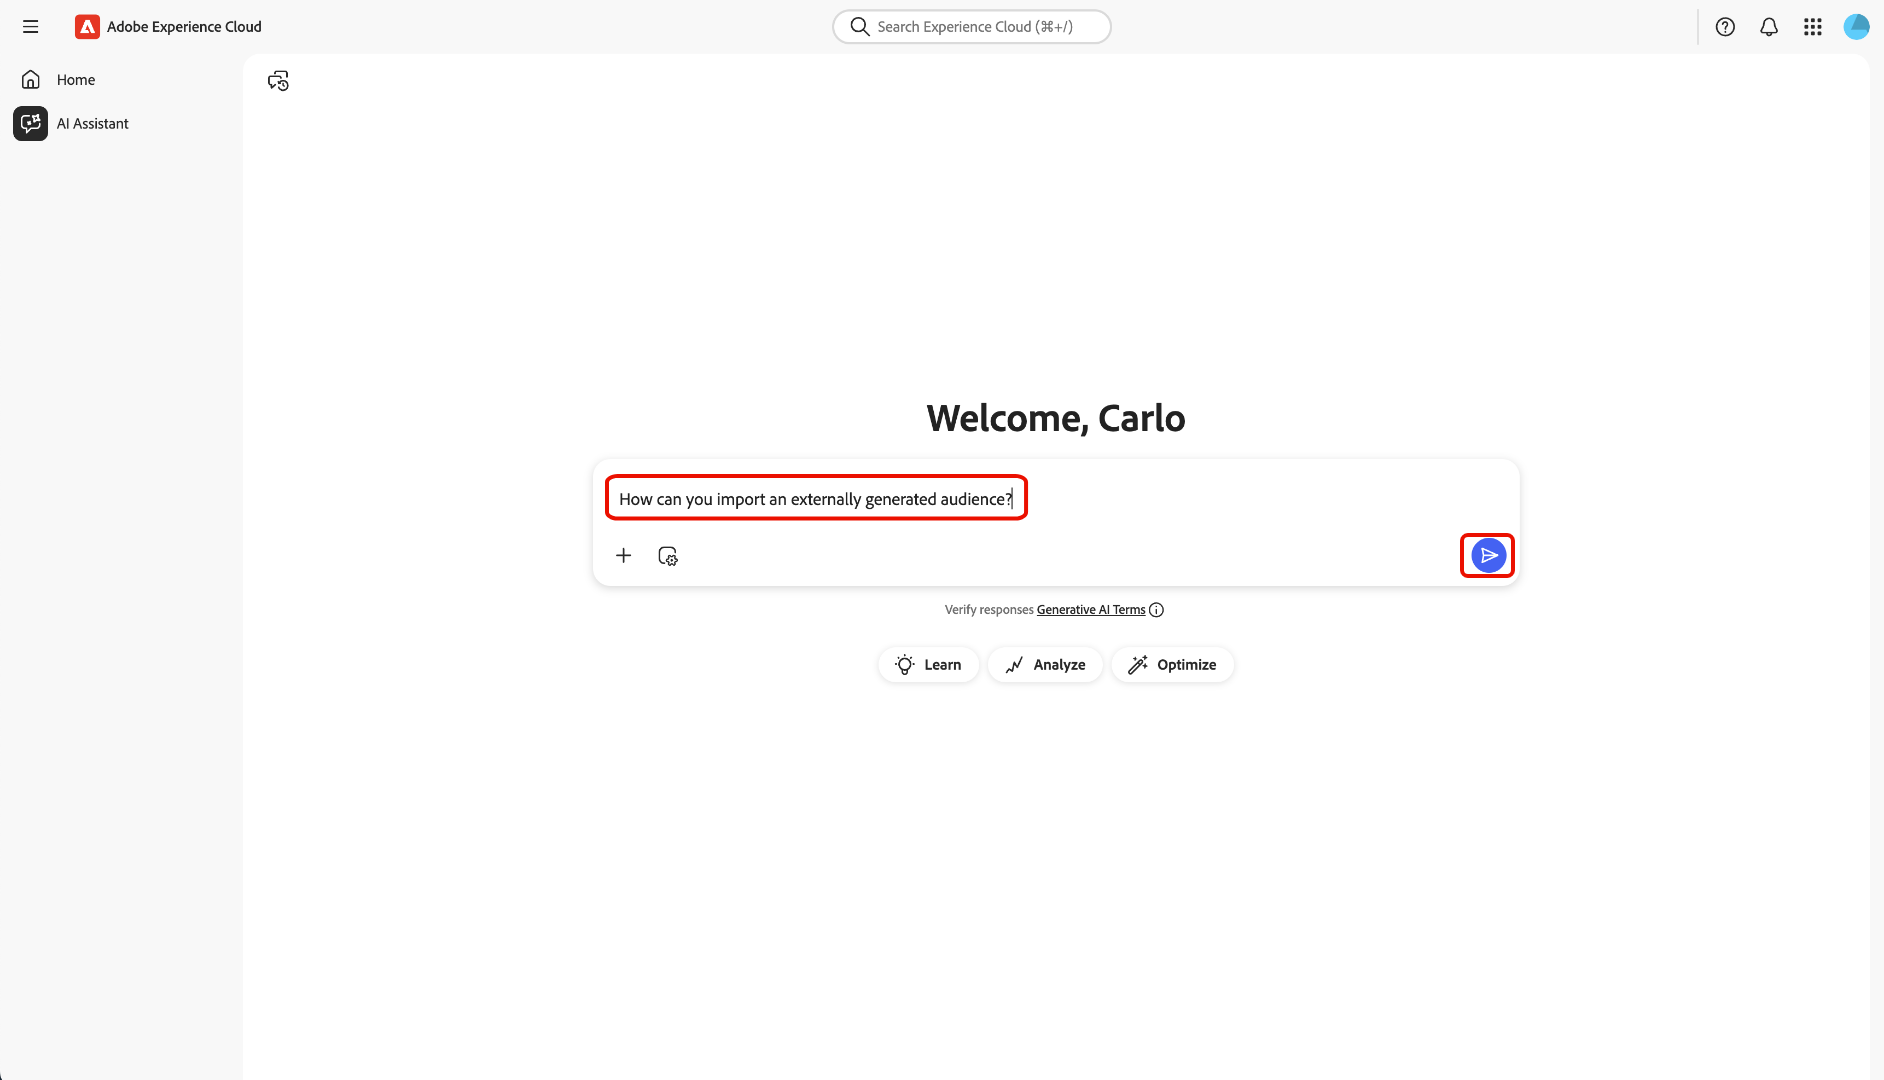 Adobe Experience Cloud
Search Experience Cloud (⌘+/)
Home
AI Assistant
Welcome, Carlo
How can you import an externally generated audience?
Verify responses Generative AI Terms
Learn
Analyze
Optimize